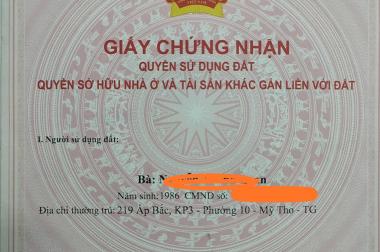 GIẤY CHỨNG NHẬN
QUYỀN SỬ DỤNG ĐẤT
QUYỀN SỞ HỮU NHÀ Ở VÀ TÀI SẢN KHÁC GẮN LIỀN VỚI ĐẤT
I. Người sử dụng đất:
Bà:
Năm sinh: 1986 CMND số:
Địa chỉ thường trú: 219 Ấp Bắc, KP3 - Phường 10 - Mỹ Tho - TG